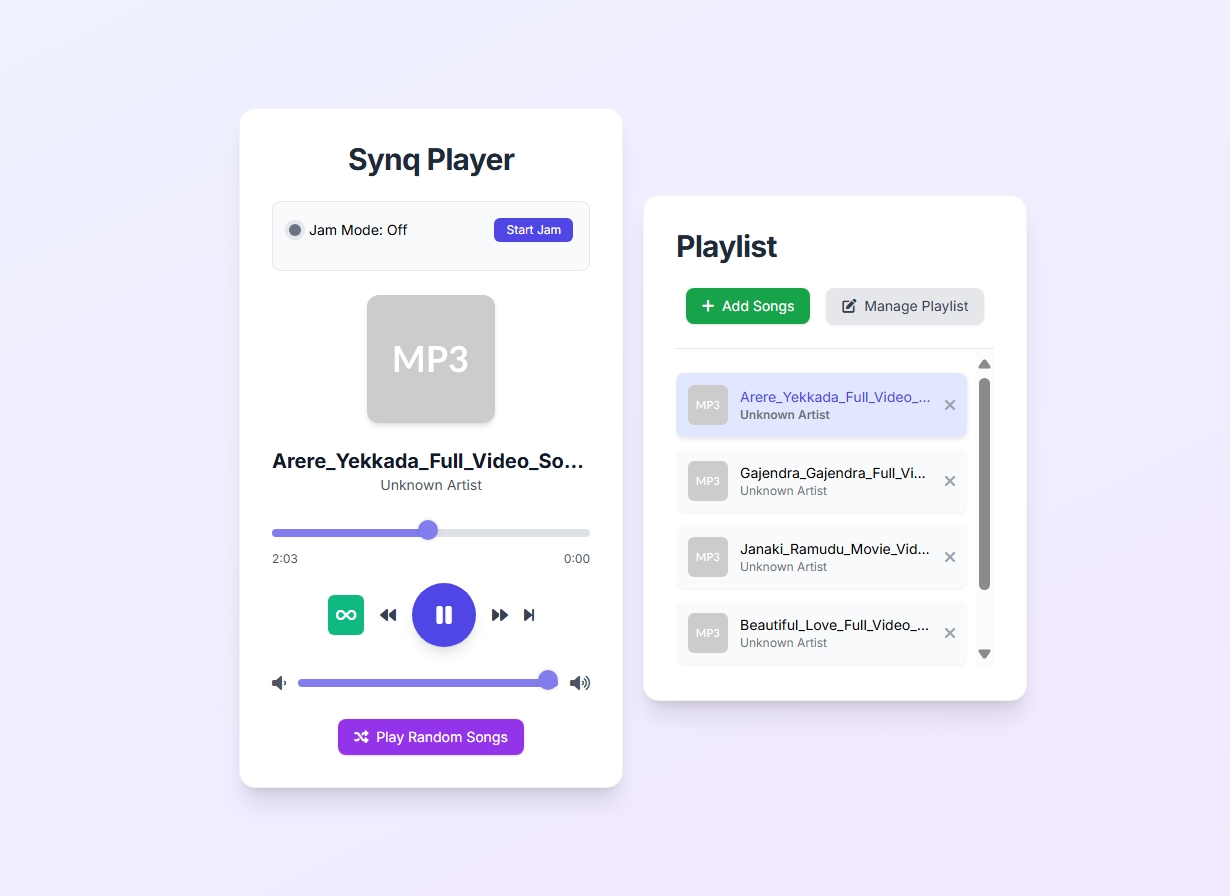 Synq Player
Jam Mode: Off
Start Jam
MP3
Arere_Yekkada_Full_Video_So...
Unknown Artist
2:03
0:00
Play Random Songs
Playlist
Add Songs
Manage Playlist
MP3
Arere_Yekkada_Full_Video_...
Unknown Artist
MP3
Gajendra_Gajendra_Full_Vi...
Unknown Artist
MP3
Janaki_Ramudu_Movie_Vid...
Unknown Artist
MP3
Beautiful_Love_Full_Video_...
Unknown Artist